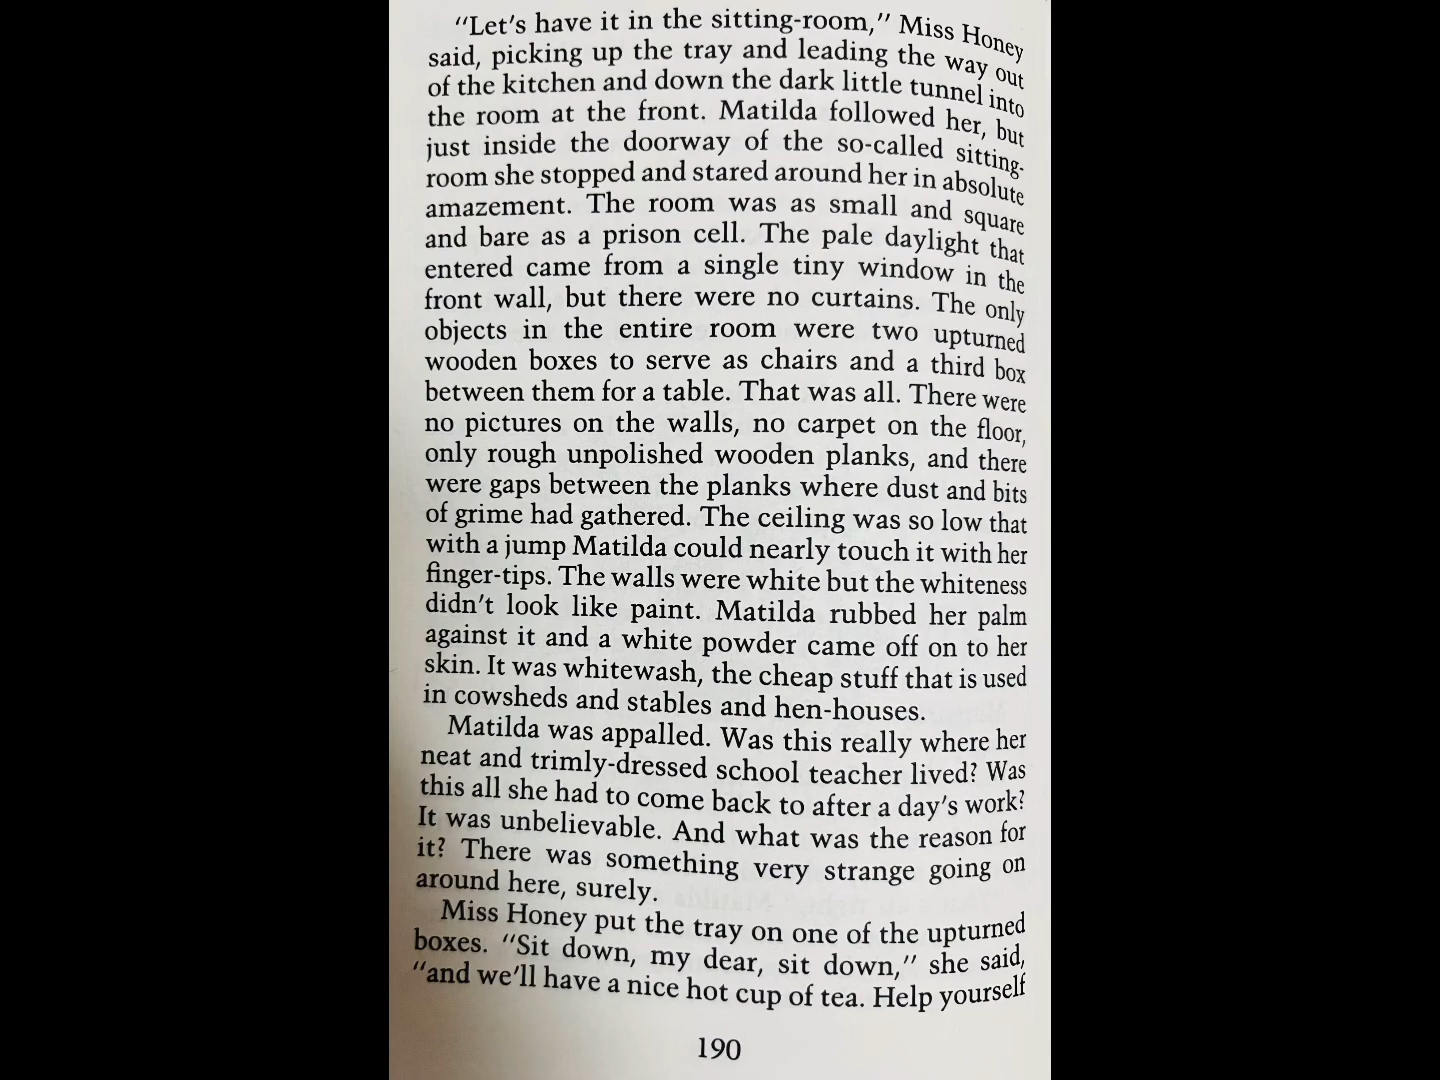 "Let's have it in the sitting-room," Miss Honey
said, picking up the tray and leading the way out
of the kitchen and down the dark little tunnel into
the room at the front. Matilda followed her, but
just inside the doorway of the so-called sitting-
room she stopped and stared around her in absolute
amazement. The room was as small and square
and bare as a prison cell. The pale daylight that
entered came from a single tiny window in the
front wall, but there were no curtains. The only
objects in the entire room were two upturned
wooden boxes to serve as chairs and a third box
between them for a table. That was all. There were
no pictures on the walls, no carpet on the floor,
only rough unpolished wooden planks, and there
were gaps between the planks where dust and bits
of grime had gathered. The ceiling was so low that
with a jump Matilda could nearly touch it with her
finger-tips. The walls were white but the whiteness
didn't look like paint. Matilda rubbed her palm
against it and a white powder came off on to her
skin. It was whitewash, the cheap stuff that is used
in cowsheds and stables and hen-houses.
Matilda was appalled. Was this really where her
neat and trimly-dressed school teacher lived? Was
this all she had to come back to after a day's work?
It was unbelievable. And what was the reason for
it? There was something very strange going on
around here, surely.
Miss Honey put the tray on one of the upturned
boxes. "Sit down, my dear, sit down," she said,
"and we'll have a nice hot cup of tea. Help yourself
190